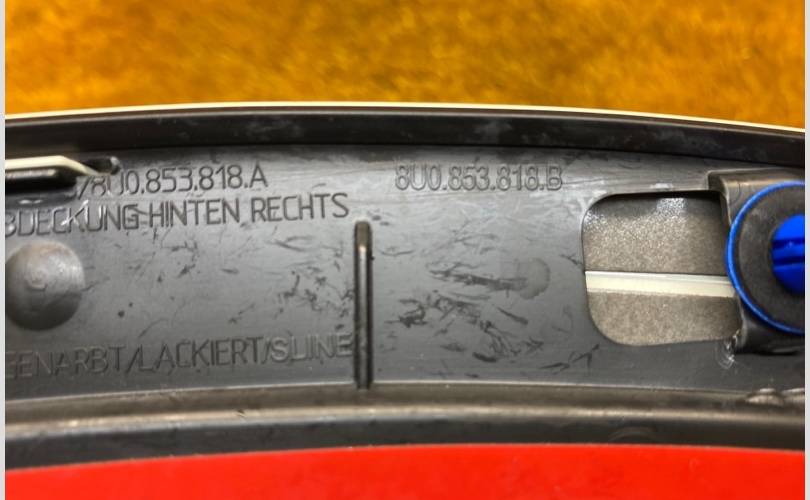 /8U0.853.818.A
8U0.853.818.B
BDECKUNG HINTEN RECHTS
GENARBT/LACKIERT/SLINE